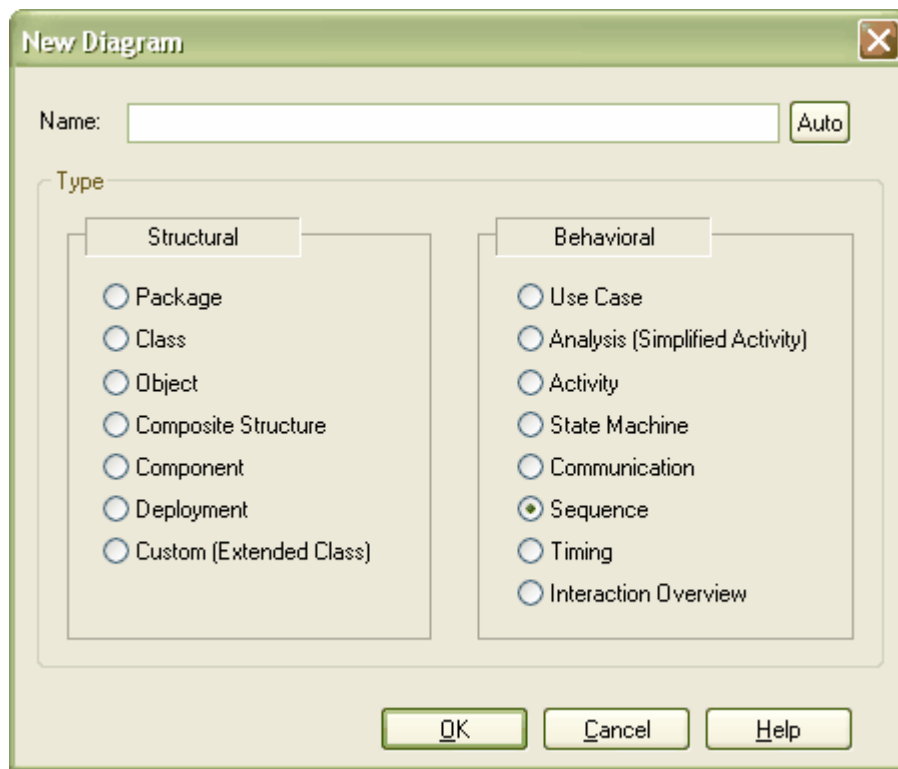 New Diagram
Name:
Auto
Type
Structural
Package
Class
Object
Composite Structure
Component
Deployment
Custom (Extended Class)
Behavioral
Use Case
Analysis (Simplified Activity)
Activity
State Machine
Communication
Sequence
Timing
Interaction Overview
OK
Cancel
Help